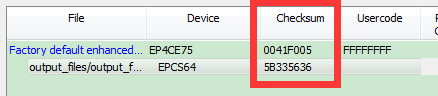 File Device Checksum Usercode
Factory default enhanced... EP4CE75 0041F005 FFFFFFFF
output_files/output_f... EPCS64 5B335636